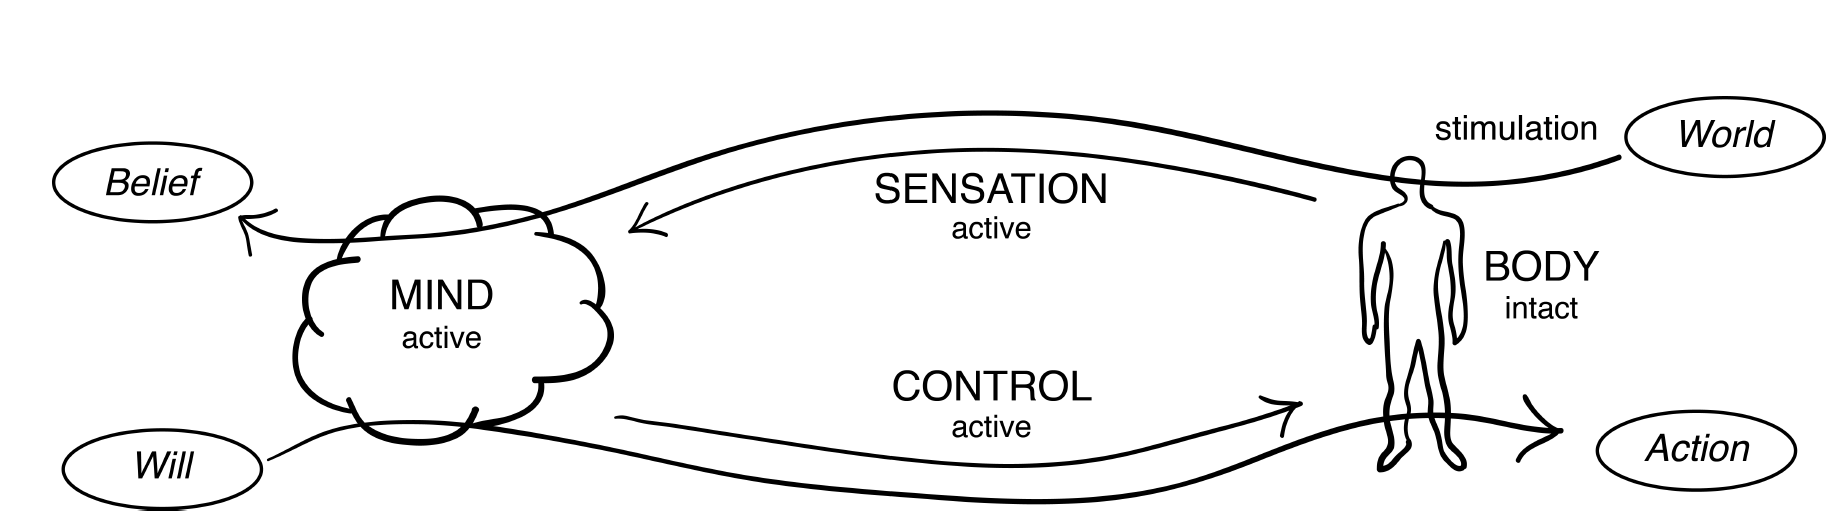 stimulation
World
Belief
SENSATION
active
BODY
intact
MIND
active
CONTROL
active
Will
Action